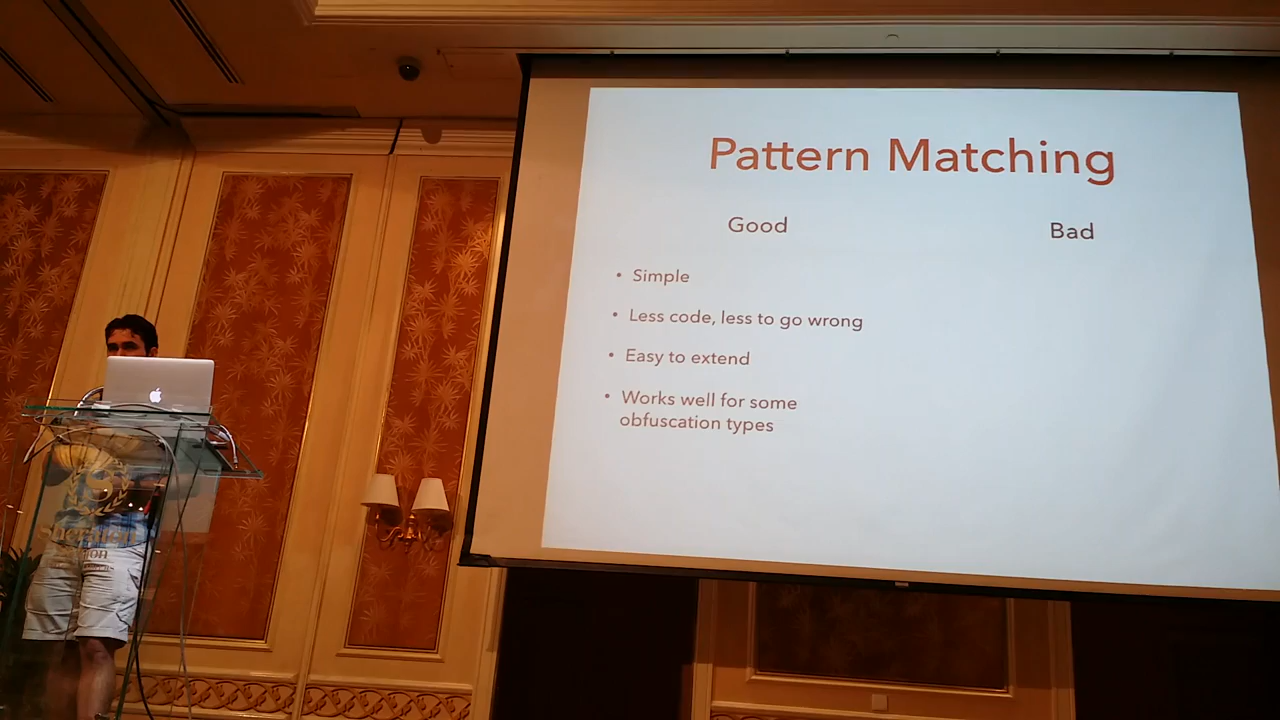 Pattern Matching
Good
Bad
• Simple
• Less code, less to go wrong
• Easy to extend
• Works well for some
obfuscation types